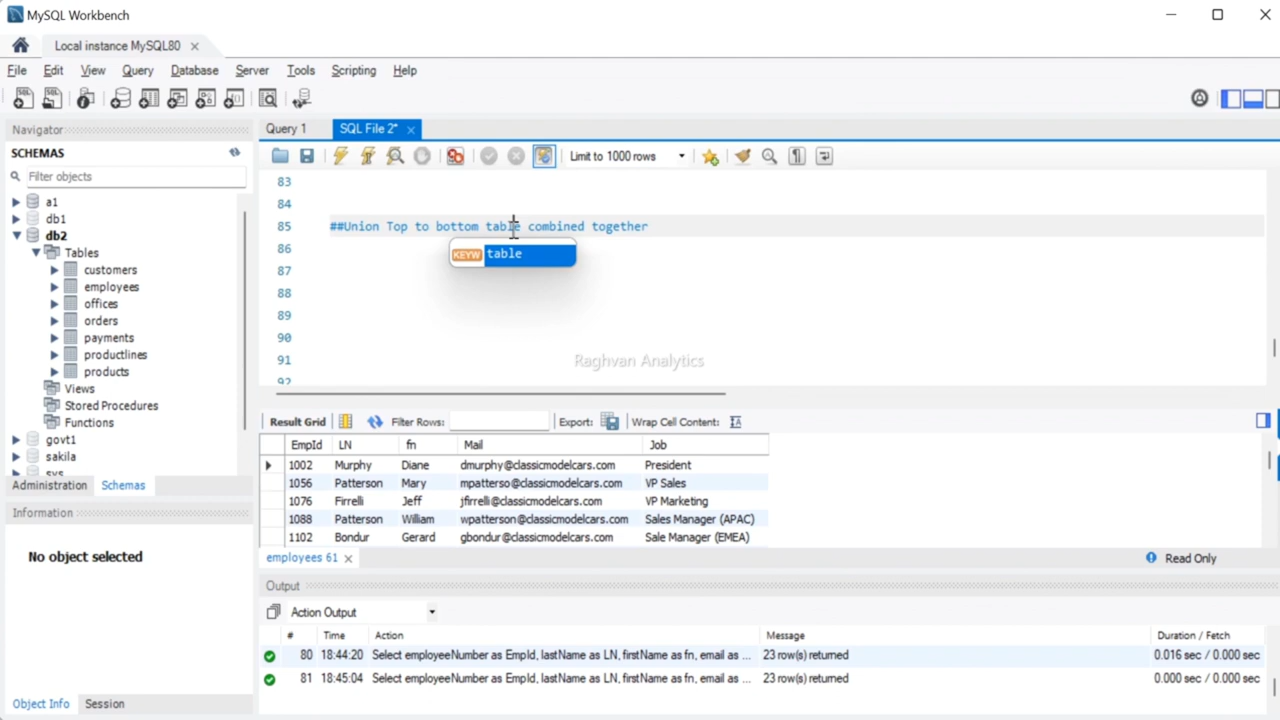 MySQL Workbench
Local instance MySQL80
File Edit View Query Database Server Tools Scripting Help
Navigator
SCHEMAS
Filter objects
a1
db1
db2
Tables
customers
employees
offices
orders
payments
productlines
products
Views
Stored Procedures
Functions
govt1
sakila
Administration Schemas
Information
No object selected
Object Info Session
Query 1 SQL File 2*
Limit to 1000 rows
83
84
85 ##Union Top to bottom table combined together
86
KEYW table
87
88
89
90
91
92
Raghvan Analytics
Result Grid Filter Rows: Export: Wrap Cell Content:
EmpId LN fn Mail Job
1002 Murphy Diane dmurphy@classicmodelcars.com President
1056 Patterson Mary mpatterso@classicmodelcars.com VP Sales
1076 Firrelli Jeff jfirrelli@classicmodelcars.com VP Marketing
1088 Patterson William wpatterson@classicmodelcars.com Sales Manager (APAC)
1102 Bondur Gerard gbondur@classicmodelcars.com Sale Manager (EMEA)
employees 61 Read Only
Output
Action Output
# Time Action Message Duration / Fetch
80 18:44:20 Select employeeNumber as EmpId, lastName as LN, firstName as fn, email as ... 23 row(s) returned 0.016 sec / 0.000 sec
81 18:45:04 Select employeeNumber as EmpId, lastName as LN, firstName as fn, email as ... 23 row(s) returned 0.000 sec / 0.000 sec